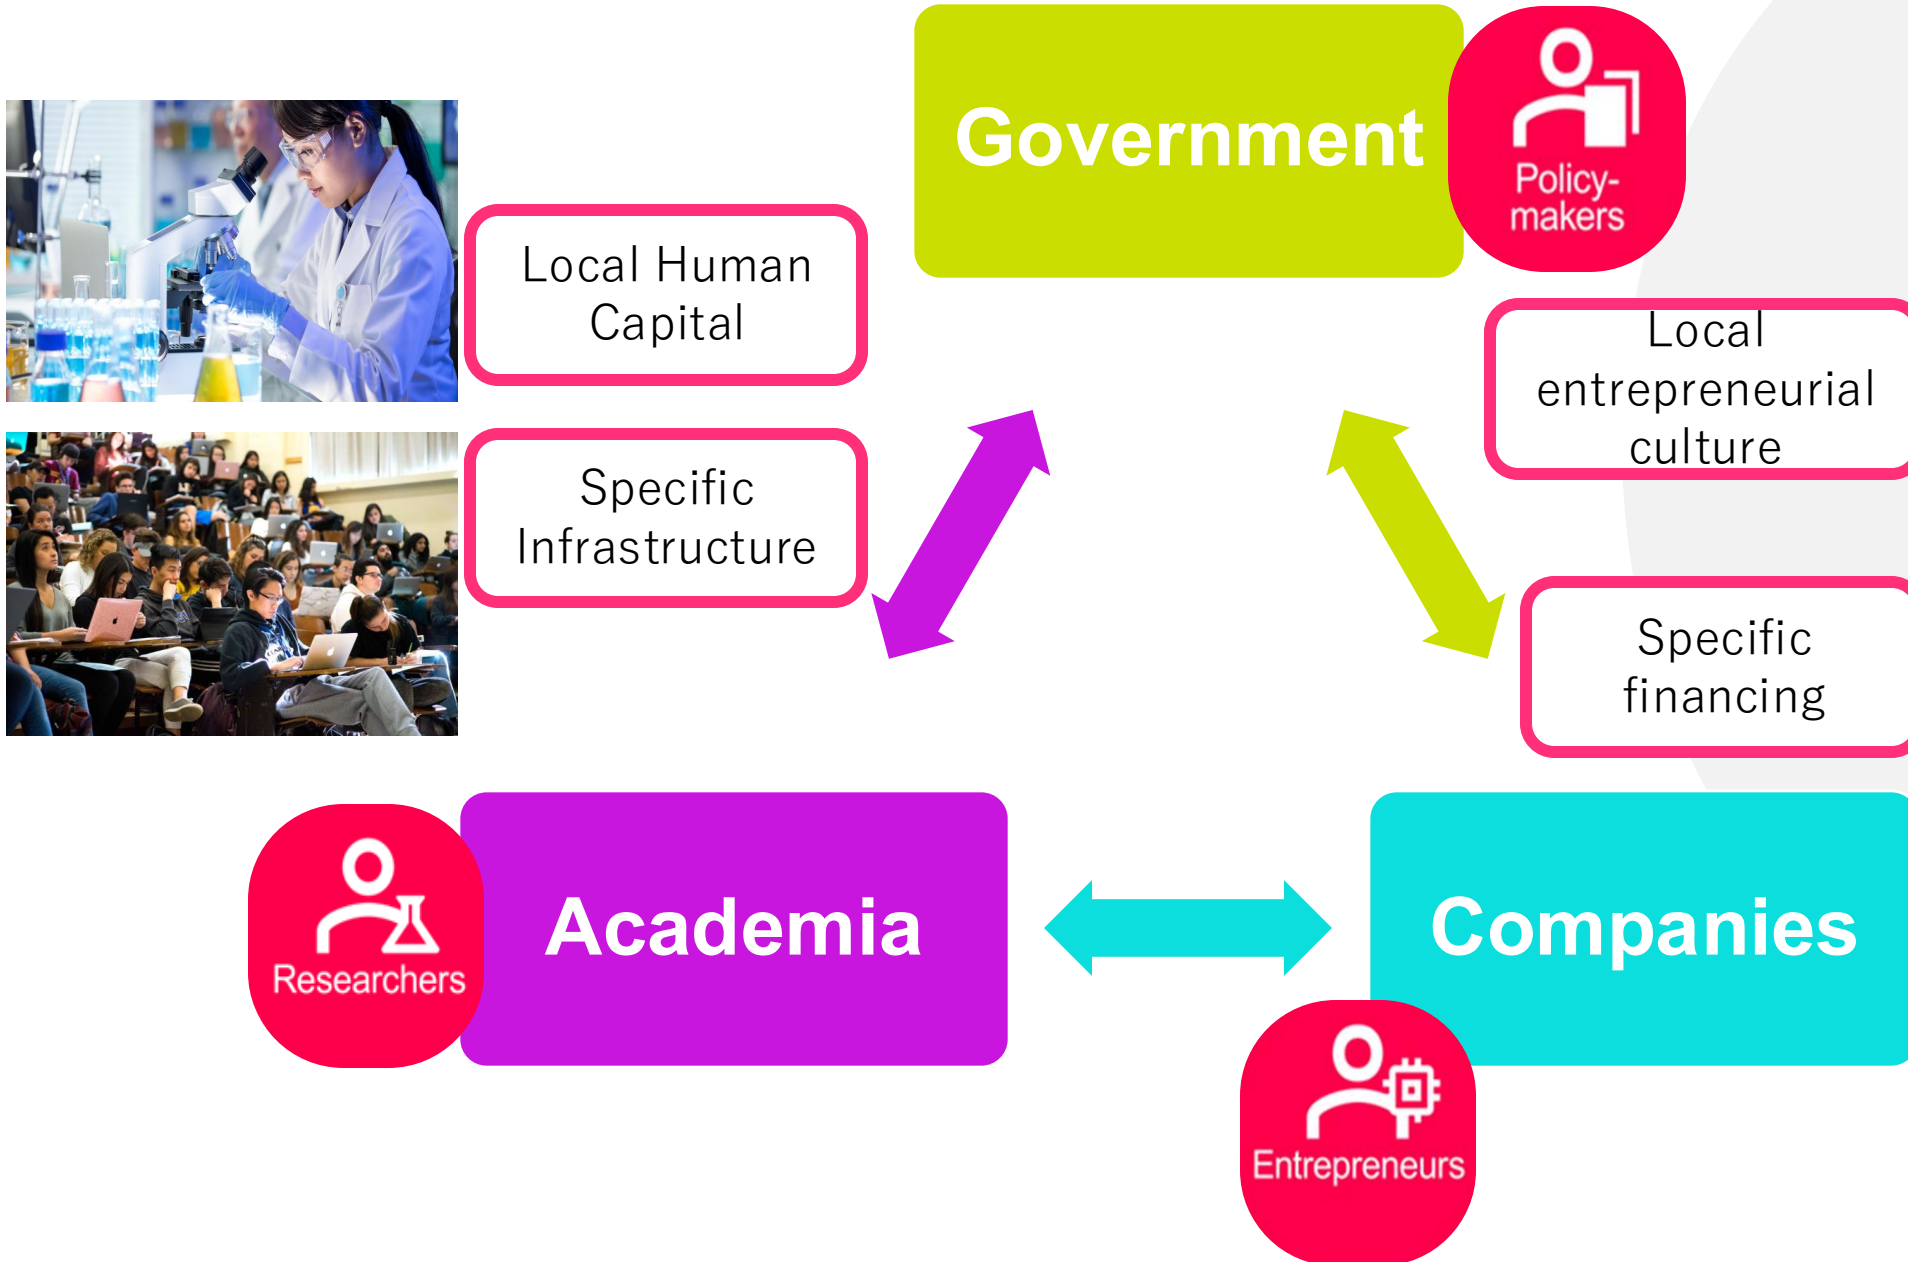 Government
Policy-
makers
Local Human
Capital
Local
entrepreneurial
culture
Specific
Infrastructure
Specific
financing
Researchers
Academia
Companies
Entrepreneurs